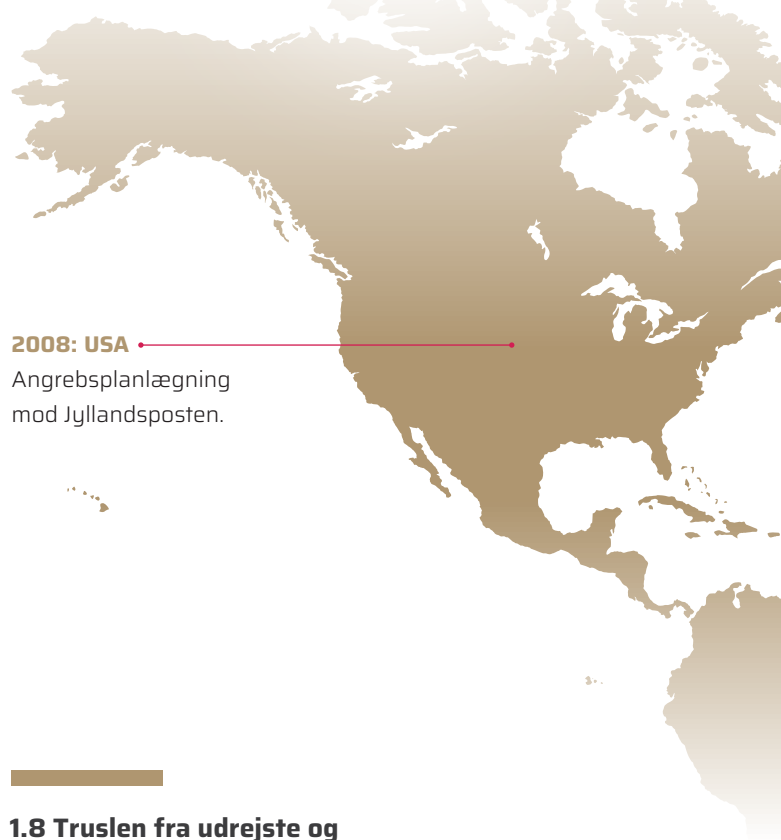 2008: USA
Angrebsplanlægning
mod Jyllandsposten.
1.8 Truslen fra udrejste og